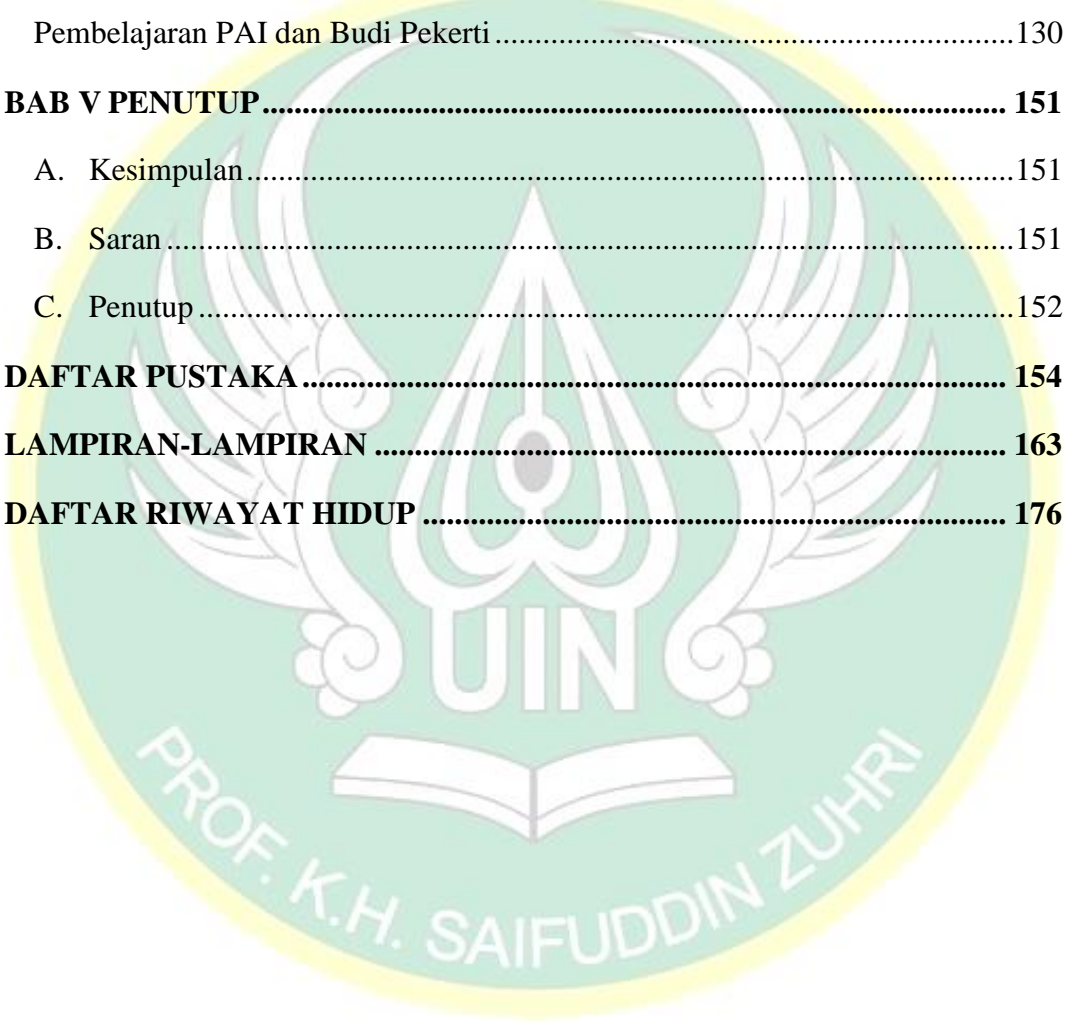 Pembelajaran PAI dan Budi Pekerti ..................................................................130
BAB V PENUTUP.............................................................................................. 151
A. Kesimpulan.................................................................................................151
B. Saran...........................................................................................................151
C. Penutup.......................................................................................................152
DAFTAR PUSTAKA......................................................................................... 154
LAMPIRAN-LAMPIRAN ................................................................................ 163
DAFTAR RIWAYAT HIDUP .......................................................................... 176
UIN
PROF. K.H. SAIFUDDIN ZUHRI